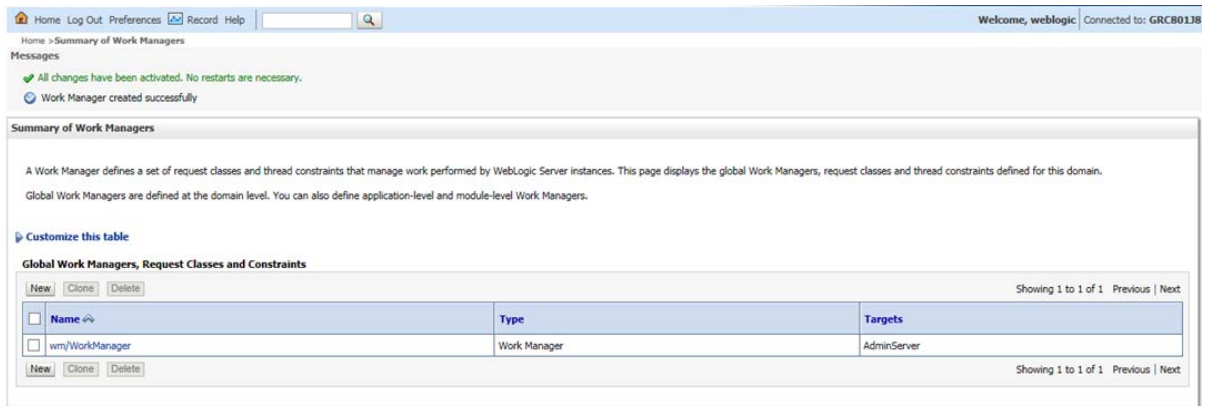 Home Log Out Preferences Record Help
Welcome, weblogic Connected to: GRC801J8
Home >Summary of Work Managers
Messages
All changes have been activated. No restarts are necessary.
Work Manager created successfully
Summary of Work Managers
A Work Manager defines a set of request classes and thread constraints that manage work performed by WebLogic Server instances. This page displays the global Work Managers, request classes and thread constraints defined for this domain.
Global Work Managers are defined at the domain level. You can also define application-level and module-level Work Managers.
Customize this table
Global Work Managers, Request Classes and Constraints
New Clone Delete Showing 1 to 1 of 1 Previous | Next
Name Type Targets
wm/WorkManager Work Manager AdminServer
New Clone Delete Showing 1 to 1 of 1 Previous | Next